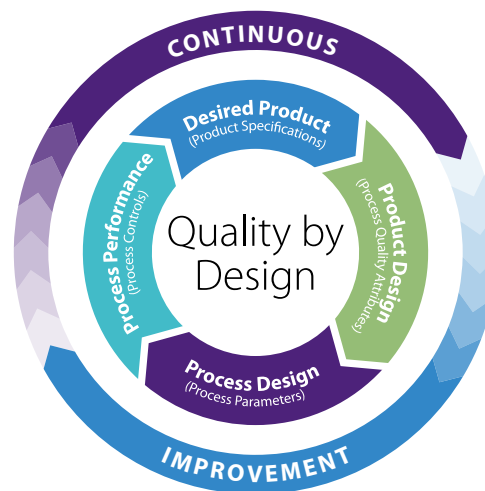 CONTINUOUS
Desired Product
(Product Specifications)
Product Design
(Process Quality Attributes)
Process Design
(Process Parameters)
Process Performance
(Process Controls)
Quality by
Design
IMPROVEMENT